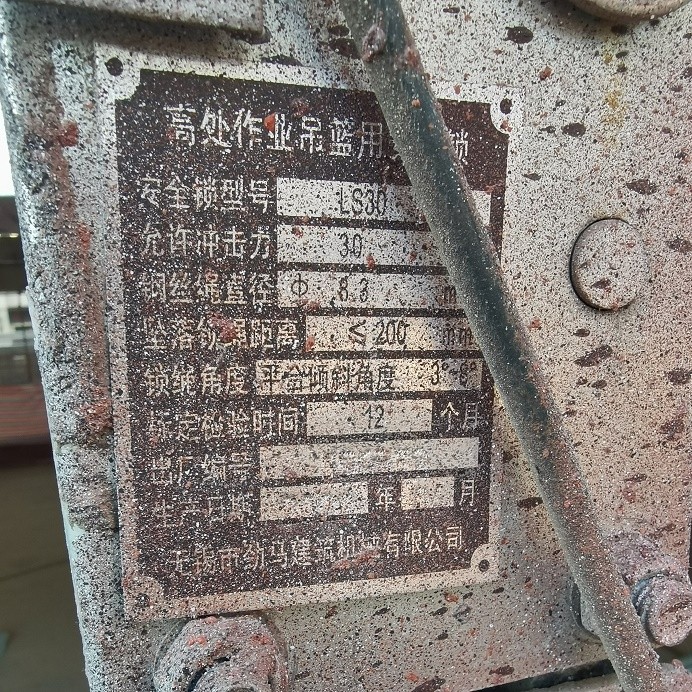 高处作业吊篮用 锁
安全锁型号 LS30
允许冲击力 30
钢丝绳直径 Φ 8.3 m
坠落锁绳距离 ≤200 mm
锁绳角度 平台倾斜角度 3°-8°
标定检验时间 12 个月
出厂编号
生产日期 年 月
无锡市劲马建筑机械有限公司